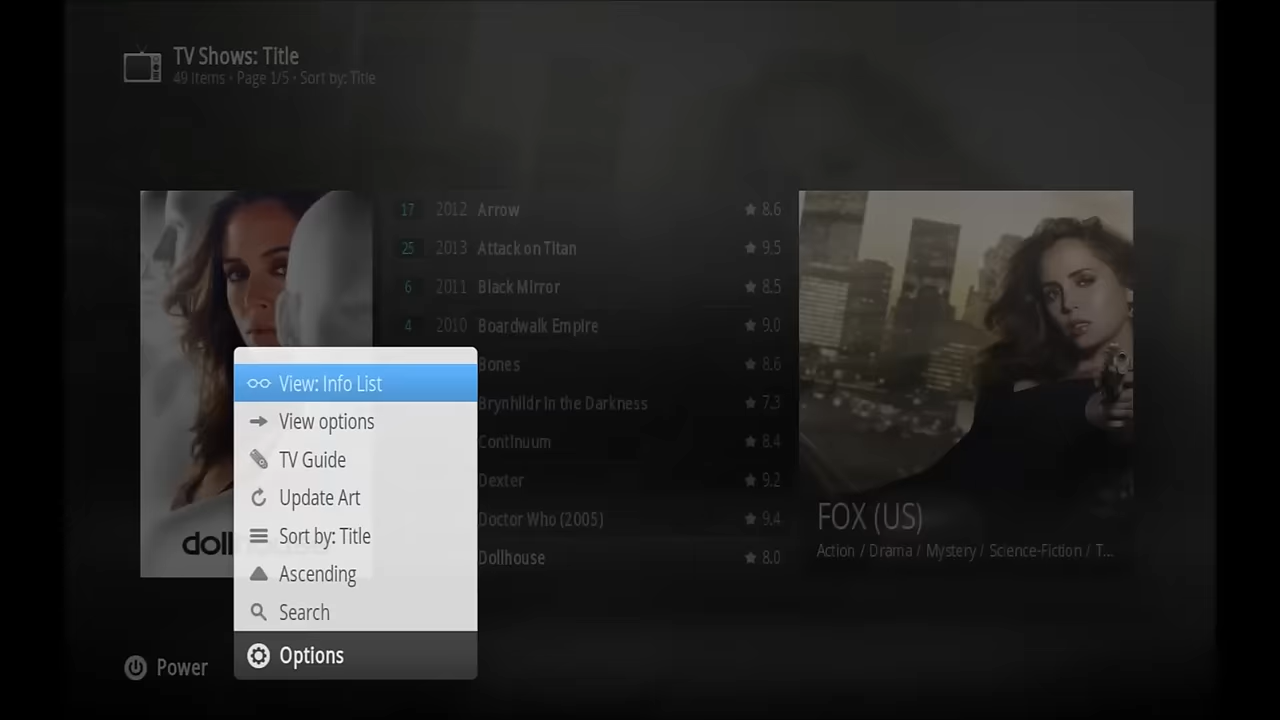 TV Shows: Title
49 Items • Page 1/5 • Sort by: Title
17 2012 Arrow ★ 8.6
25 2013 Attack on Titan ★ 9.5
6 2011 Black Mirror ★ 8.5
4 2010 Boardwalk Empire ★ 9.0
Bones ★ 8.6
Brynhildr in the Darkness ★ 7.3
Continuum ★ 8.4
Dexter ★ 9.2
Doctor Who (2005) ★ 9.4
Dollhouse ★ 8.0
View: Info List
View options
TV Guide
Update Art
Sort by: Title
Ascending
Search
Options
Power
FOX (US)
Action / Drama / Mystery / Science-Fiction / T...